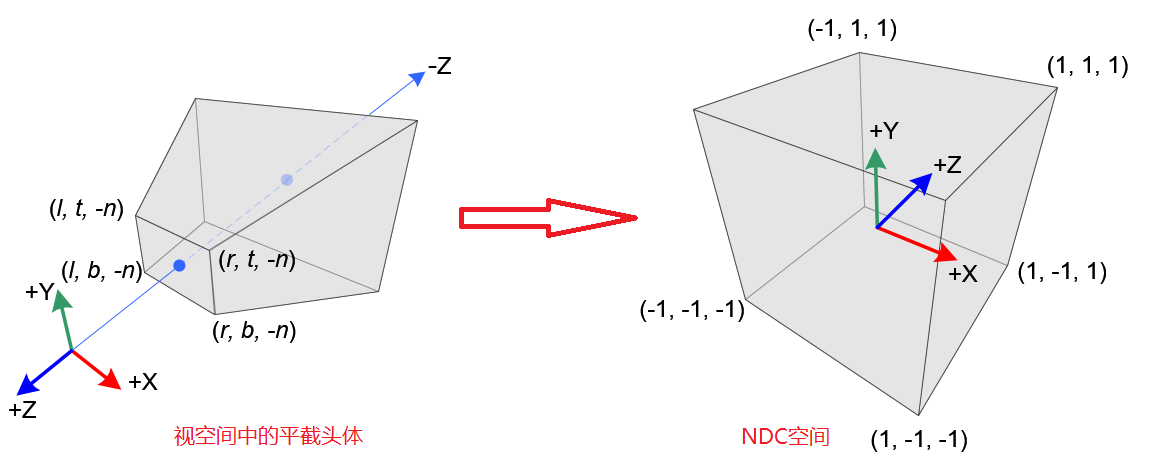 -Z
(l, t, -n)
(l, b, -n)
(r, t, -n)
(r, b, -n)
+Y
+X
+Z
视空间中的平截头体
(-1, 1, 1)
(1, 1, 1)
+Y
+Z
+X
(1, -1, 1)
(-1, -1, -1)
(1, -1, -1)
NDC空间